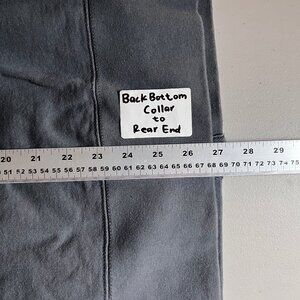 Back Bottom
Collar
to
Rear End
20 21 22 23 24 25 26 27 28 29
51 52 53 54 55 56 57 58 59 60 61 62 63 64 65 66 67 68 69 70 71 72 73 74 75